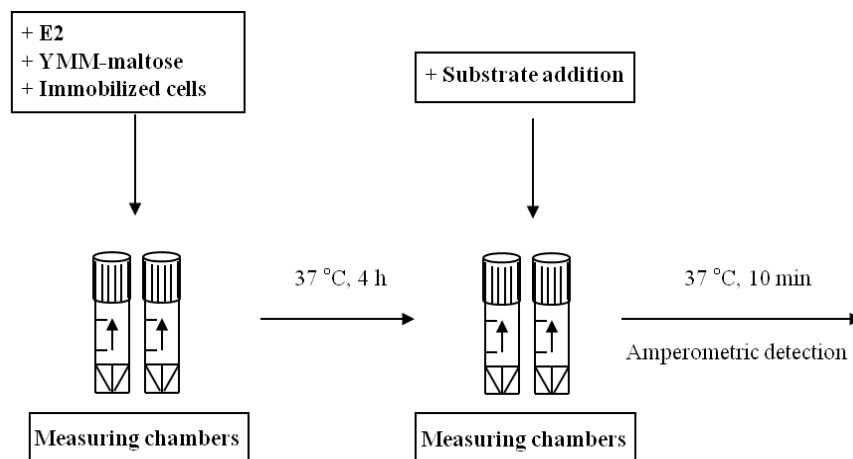 + E2
+ YMM-maltose
+ Immobilized cells
+ Substrate addition
37 °C, 4 h
37 °C, 10 min
Amperometric detection
Measuring chambers
Measuring chambers